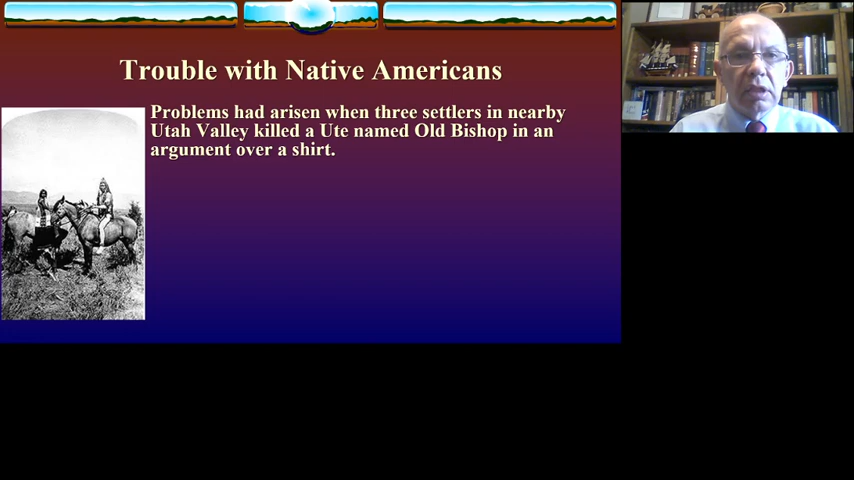 Trouble with Native Americans
Problems had arisen when three settlers in nearby
Utah Valley killed a Ute named Old Bishop in an
argument over a shirt.